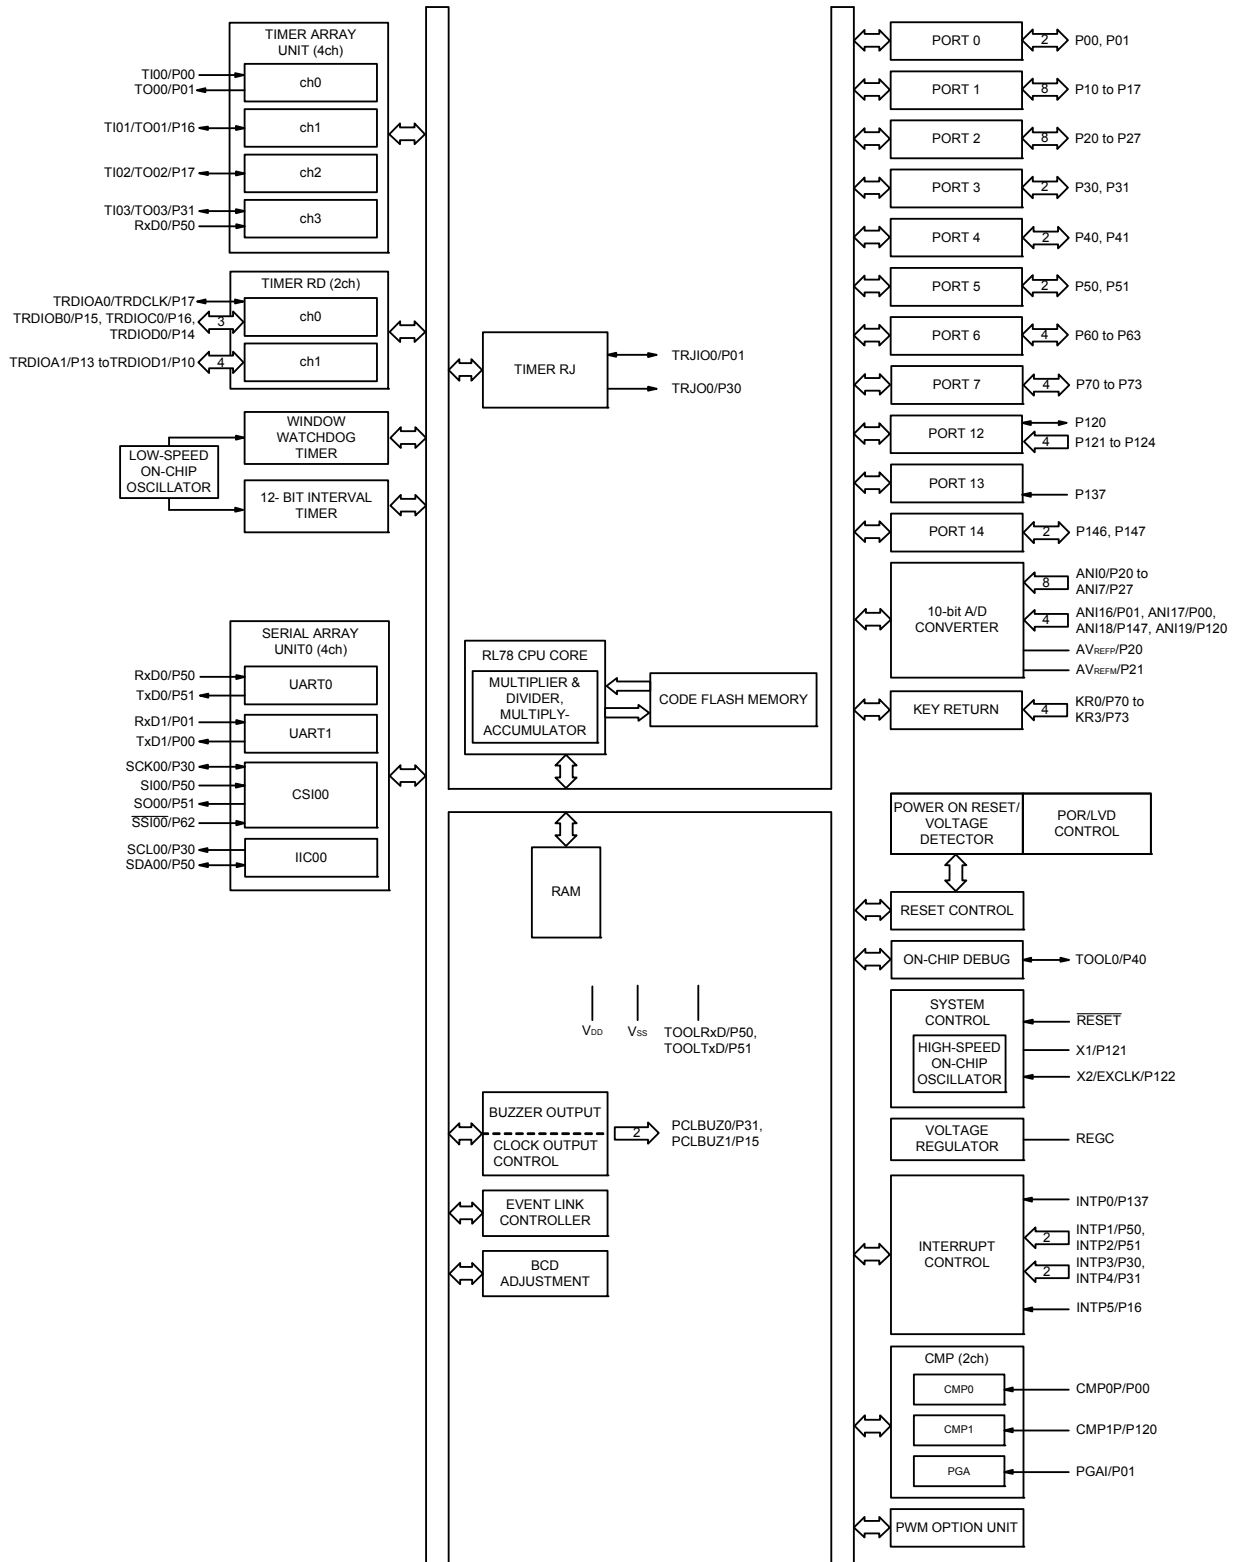 TIMER ARRAY
UNIT (4ch)
TI00/P00
TO00/P01
ch0
TI01/TO01/P16
ch1
TI02/TO02/P17
ch2
TI03/TO03/P31
RxD0/P50
ch3
TIMER RD (2ch)
TRDIOA0/TRDCLK/P17
TRDIOB0/P15, TRDIOC0/P16,
TRDIOD0/P14
3
ch0
TRDIOA1/P13 toTRDIOD1/P10
4
ch1
WINDOW
WATCHDOG
TIMER
LOW-SPEED
ON-CHIP
OSCILLATOR
12- BIT INTERVAL
TIMER
SERIAL ARRAY
UNIT0 (4ch)
RxD0/P50
TxD0/P51
UART0
RxD1/P01
TxD1/P00
UART1
SCK00/P30
SI00/P50
SO00/P51
SSI00/P62
CSI00
SCL00/P30
SDA00/P50
IIC00
TIMER RJ
TRJIO0/P01
TRJO0/P30
RL78 CPU CORE
MULTIPLIER &
DIVIDER,
MULTIPLY-
ACCUMULATOR
CODE FLASH MEMORY
RAM
VDD
VSS
TOOLRxD/P50,
TOOLTxD/P51
BUZZER OUTPUT
CLOCK OUTPUT
CONTROL
2
PCLBUZ0/P31,
PCLBUZ1/P15
EVENT LINK
CONTROLLER
BCD
ADJUSTMENT
PORT 0
2
P00, P01
PORT 1
8
P10 to P17
PORT 2
8
P20 to P27
PORT 3
2
P30, P31
PORT 4
2
P40, P41
PORT 5
2
P50, P51
PORT 6
4
P60 to P63
PORT 7
4
P70 to P73
PORT 12
P120
4
P121 to P124
PORT 13
P137
PORT 14
2
P146, P147
10-bit A/D
CONVERTER
8
ANI0/P20 to
ANI7/P27
4
ANI16/P01, ANI17/P00,
ANI18/P147, ANI19/P120
AVREFP/P20
AVREFM/P21
KEY RETURN
4
KR0/P70 to
KR3/P73
POWER ON RESET/
VOLTAGE
DETECTOR
POR/LVD
CONTROL
RESET CONTROL
ON-CHIP DEBUG
TOOL0/P40
SYSTEM
CONTROL
HIGH-SPEED
ON-CHIP
OSCILLATOR
RESET
X1/P121
X2/EXCLK/P122
VOLTAGE
REGULATOR
REGC
INTERRUPT
CONTROL
INTP0/P137
2
INTP1/P50,
INTP2/P51
2
INTP3/P30,
INTP4/P31
INTP5/P16
CMP (2ch)
CMP0
CMP0P/P00
CMP1
CMP1P/P120
PGA
PGAI/P01
PWM OPTION UNIT